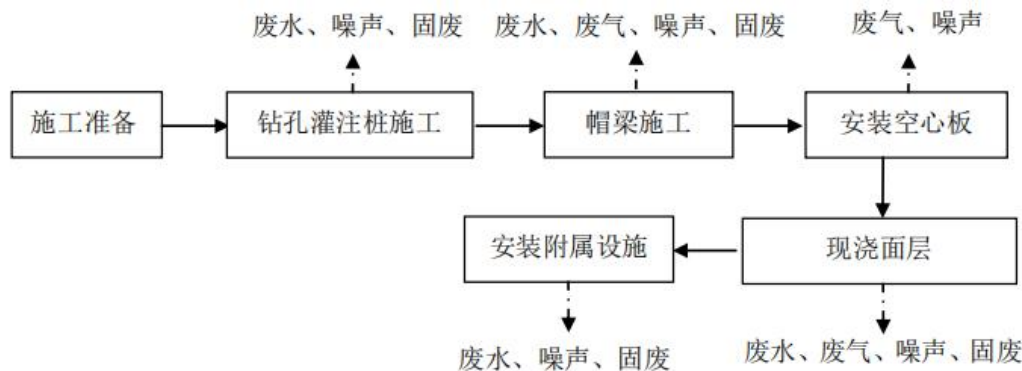 废水、噪声、固废
废水、废气、噪声、固废
废气、噪声
施工准备
钻孔灌注桩施工
帽梁施工
安装空心板
安装附属设施
现浇面层
废水、噪声、固废
废水、废气、噪声、固废